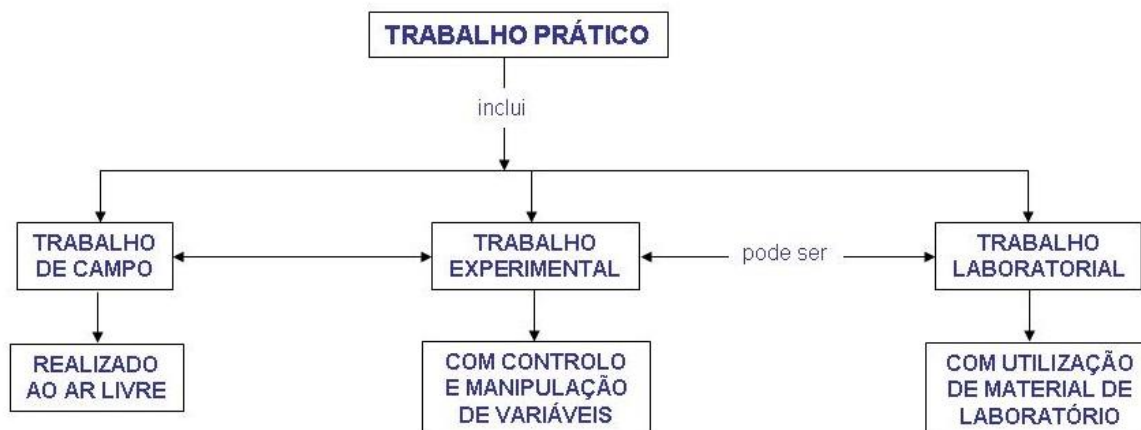 TRABALHO PRÁTICO
inclui
TRABALHO
DE CAMPO
TRABALHO
EXPERIMENTAL
pode ser
TRABALHO
LABORATORIAL
REALIZADO
AO AR LIVRE
COM CONTROLO
E MANIPULAÇÃO
DE VARIÁVEIS
COM UTILIZAÇÃO
DE MATERIAL DE
LABORATÓRIO